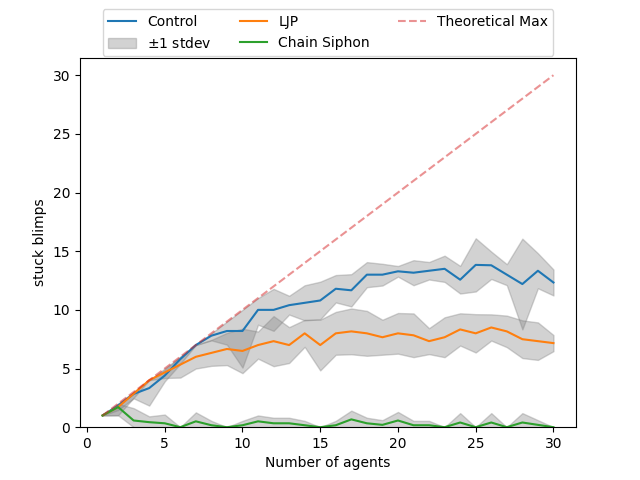 Control
LJP
Theoretical Max
±1 stdev
Chain Siphon
30
25
20
15
10
5
0
stuck blimps
0
5
10
15
20
25
30
Number of agents